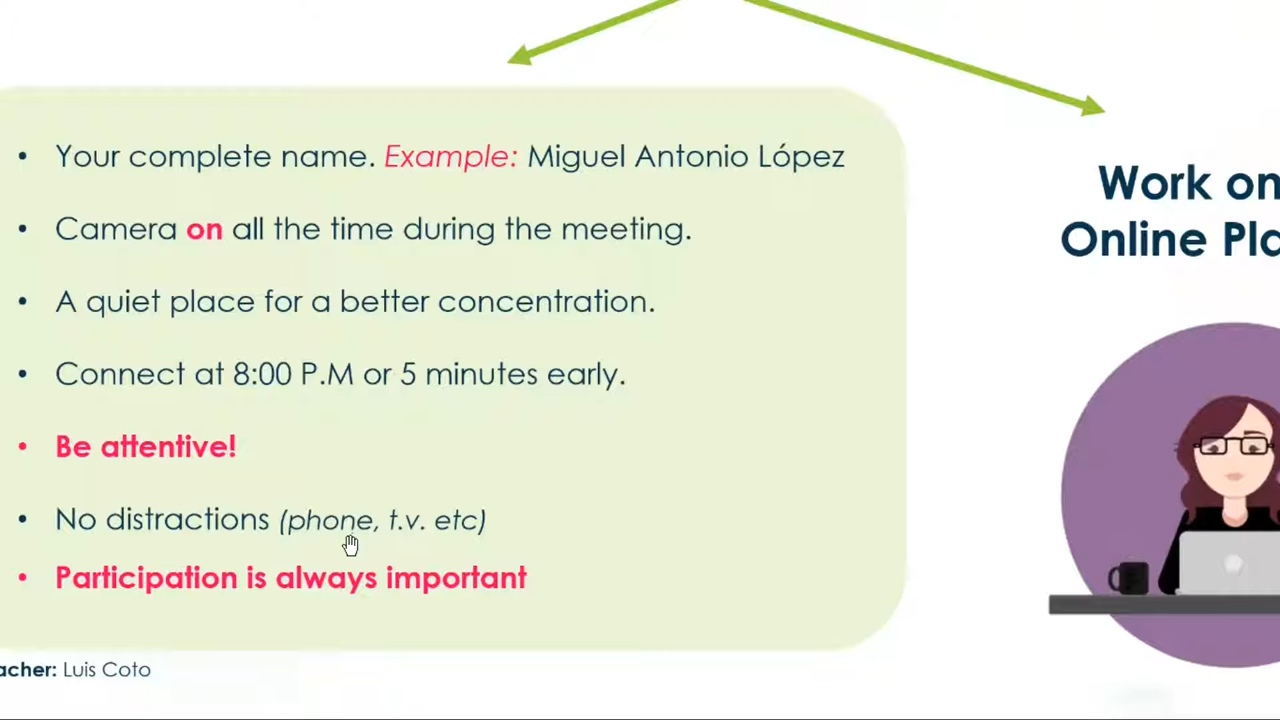 • Your complete name. Example: Miguel Antonio López
• Camera on all the time during the meeting.
• A quiet place for a better concentration.
• Connect at 8:00 P.M or 5 minutes early.
• Be attentive!
• No distractions (phone, t.v. etc)
• Participation is always important
Work on
Online Pla
acher: Luis Coto